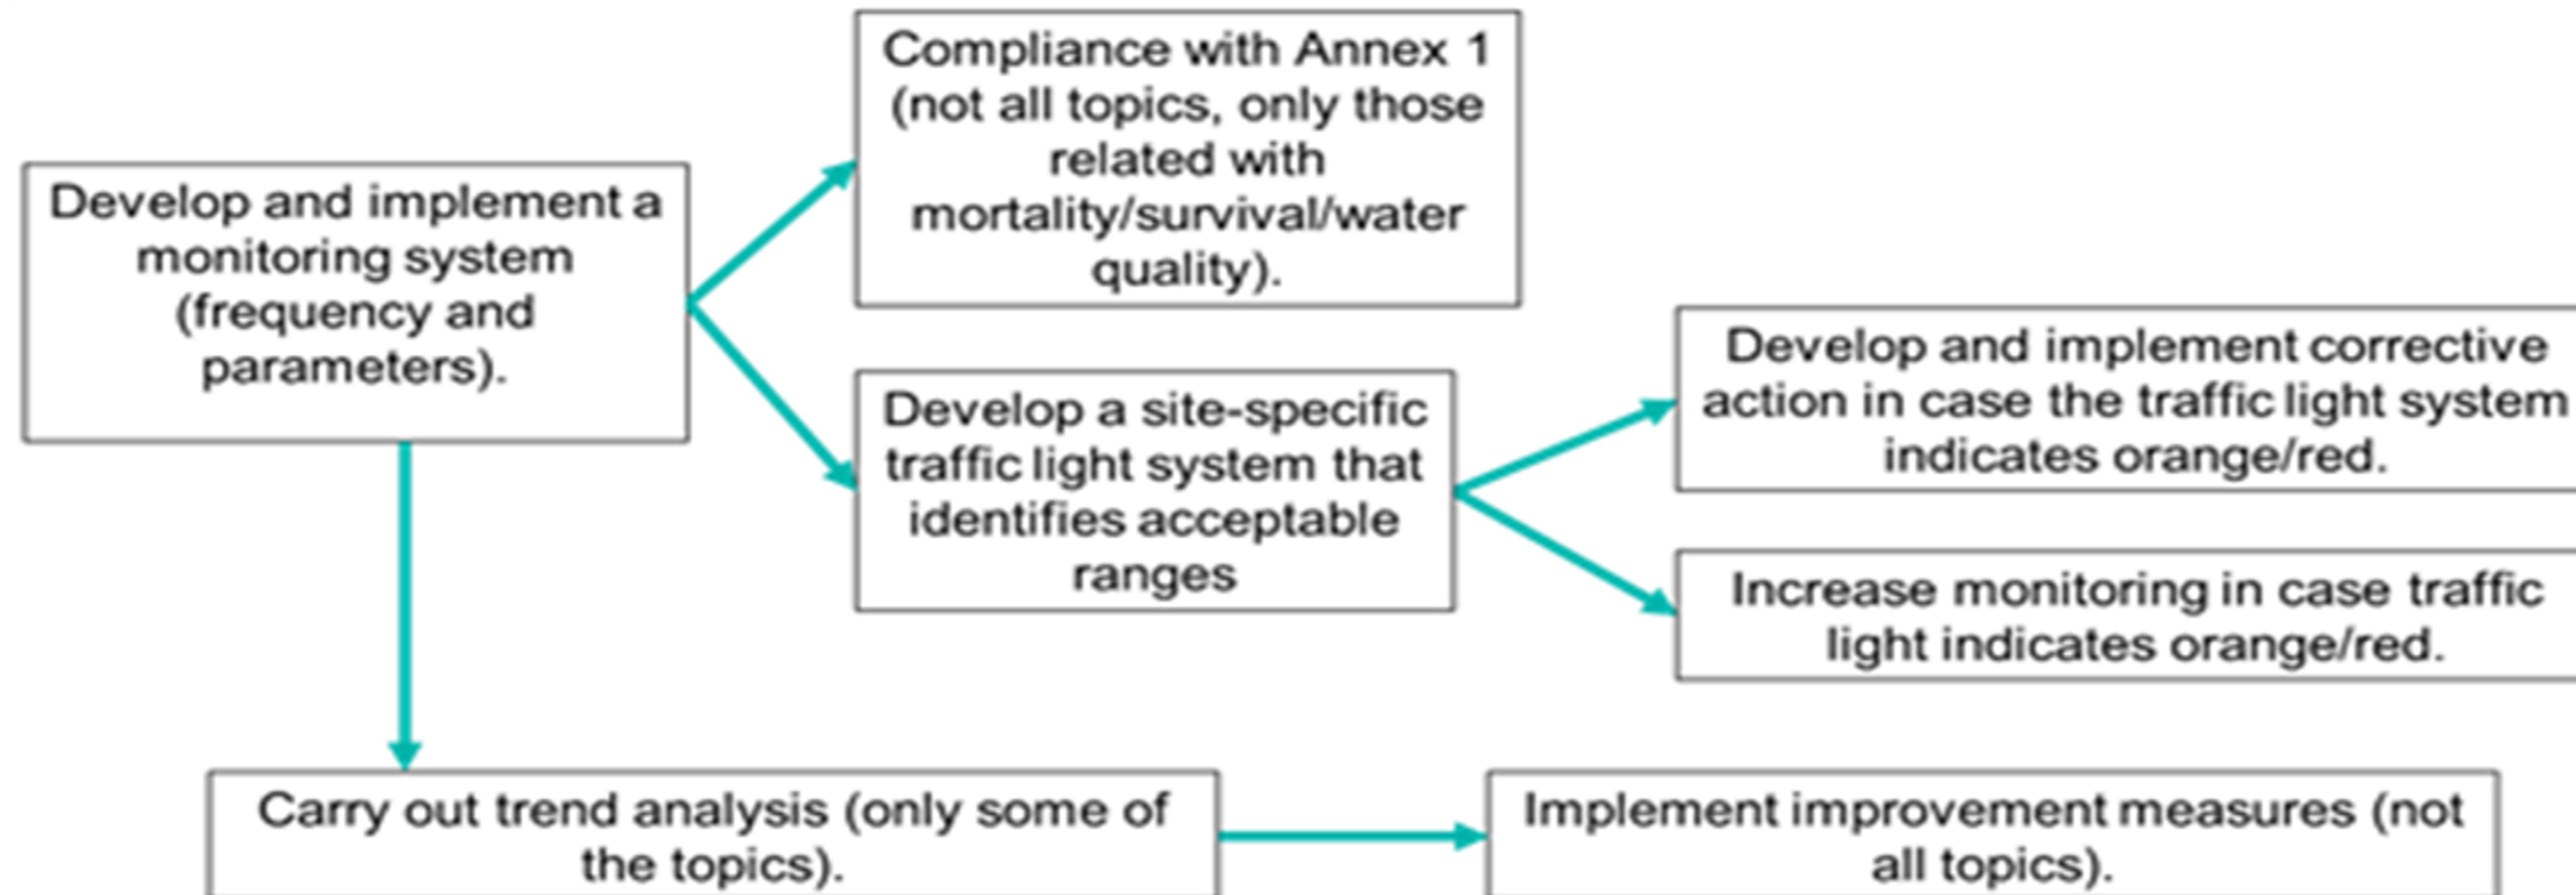 Compliance with Annex 1
(not all topics, only those
related with
mortality/survival/water
quality).
Develop and implement a
monitoring system
(frequency and
parameters).
Develop a site-specific
traffic light system that
identifies acceptable
ranges
Develop and implement corrective
action in case the traffic light system
indicates orange/red.
Increase monitoring in case traffic
light indicates orange/red.
Carry out trend analysis (only some of
the topics).
Implement improvement measures (not
all topics).